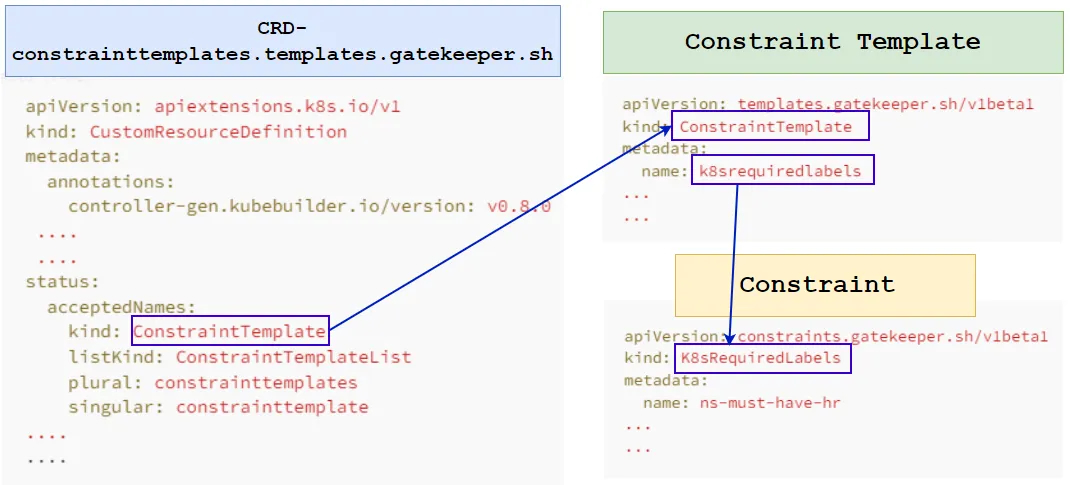 CRD-
constrainttemplates.templates.gatekeeper.sh
apiVersion: apiextensions.k8s.io/v1
kind: CustomResourceDefinition
metadata:
annotations:
controller-gen.kubebuilder.io/version: v0.8.0
....
....
status:
acceptedNames:
kind: ConstraintTemplate
listKind: ConstraintTemplateList
plural: constrainttemplates
singular: constrainttemplate
....
....
Constraint Template
apiVersion: templates.gatekeeper.sh/v1beta1
kind: ConstraintTemplate
metadata:
name: k8srequiredlabels
...
...
Constraint
apiVersion: constraints.gatekeeper.sh/v1beta1
kind: K8sRequiredLabels
metadata:
name: ns-must-have-hr
...
...